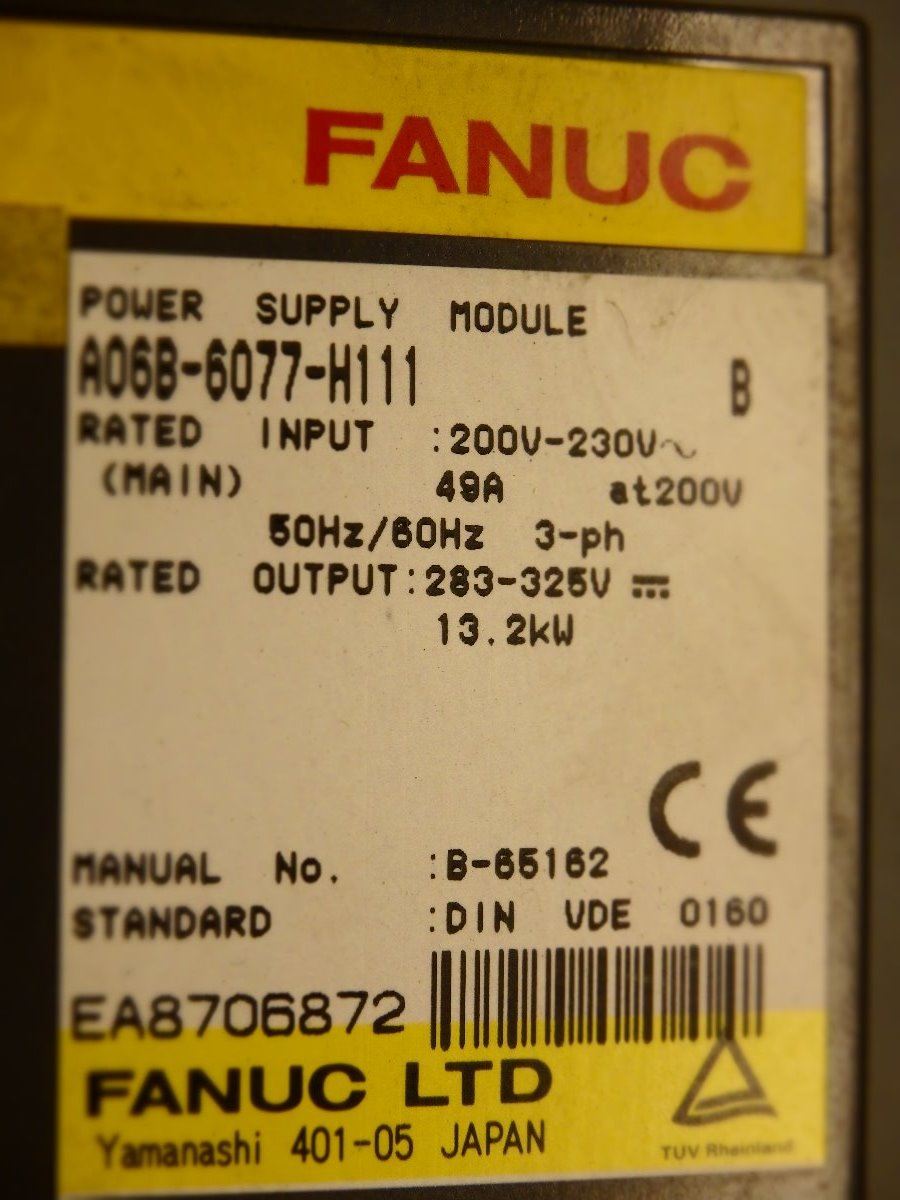 FANUC
POWER SUPPLY MODULE
A06B-6077-H111 B
RATED INPUT :200V-230V∿
(MAIN) 49A at200V
50Hz/60Hz 3-ph
RATED OUTPUT:283-325V ⎓
13.2kW
CE
MANUAL No. :B-65162
STANDARD :DIN VDE 0160
EA8706872
FANUC LTD
Yamanashi 401-05 JAPAN
TÜV Rheinland